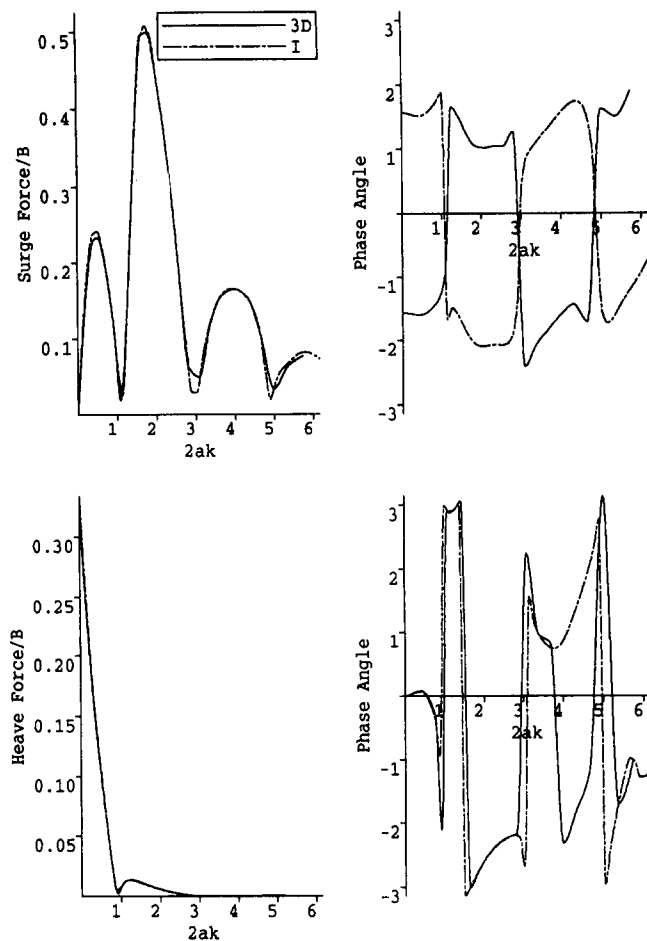 0.5
0.4
0.3
0.2
0.1
Surge Force/B
3D
I
1 2 3 4 5 6
2ak
3
2
1
-1
-2
-3
Phase Angle
1 2 3 4 5 6
2ak
0.30
0.25
0.20
0.15
0.10
0.05
Heave Force/B
1 2 3 4 5 6
2ak
3
2
1
-1
-2
-3
Phase Angle
1 2 3 4 5 6
2ak